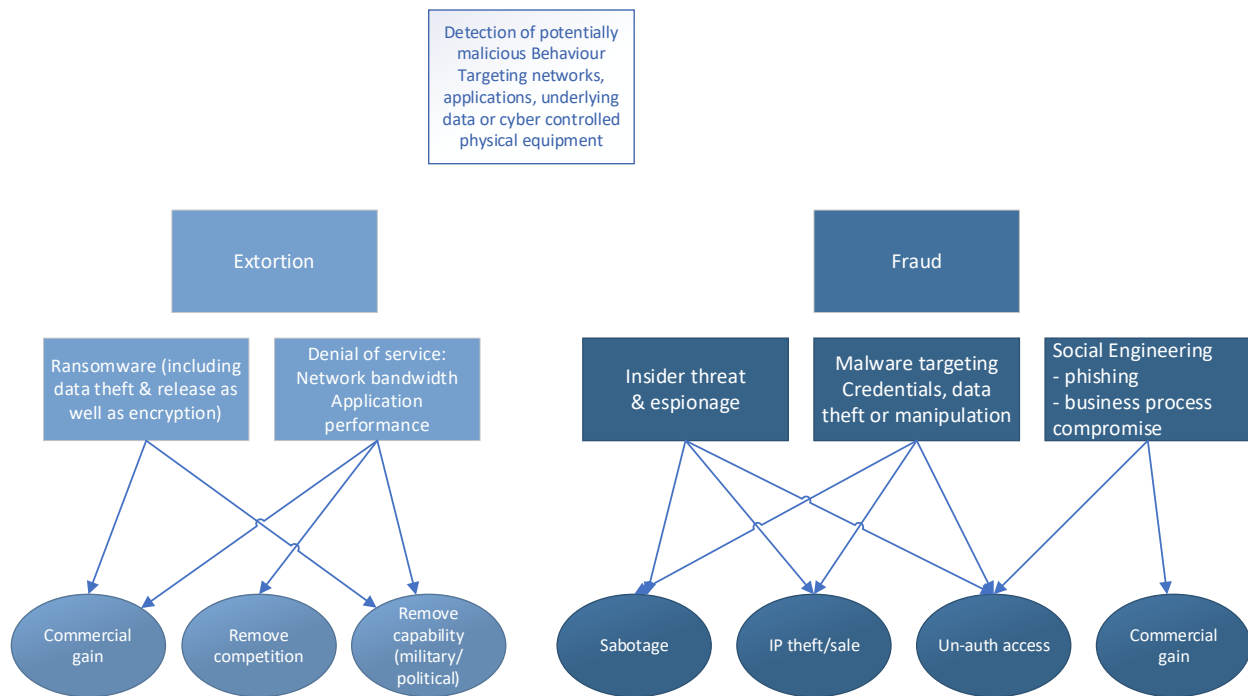 Detection of potentially
malicious Behaviour
Targeting networks,
applications, underlying
data or cyber controlled
physical equipment
Extortion
Fraud
Ransomware (including
data theft & release as
well as encryption)
Denial of service:
Network bandwidth
Application
performance
Insider threat
& espionage
Malware targeting
Credentials, data
theft or manipulation
Social Engineering
- phishing
- business process
compromise
Commercial
gain
Remove
competition
Remove
capability
(military/
political)
Sabotage
IP theft/sale
Un-auth access
Commercial
gain